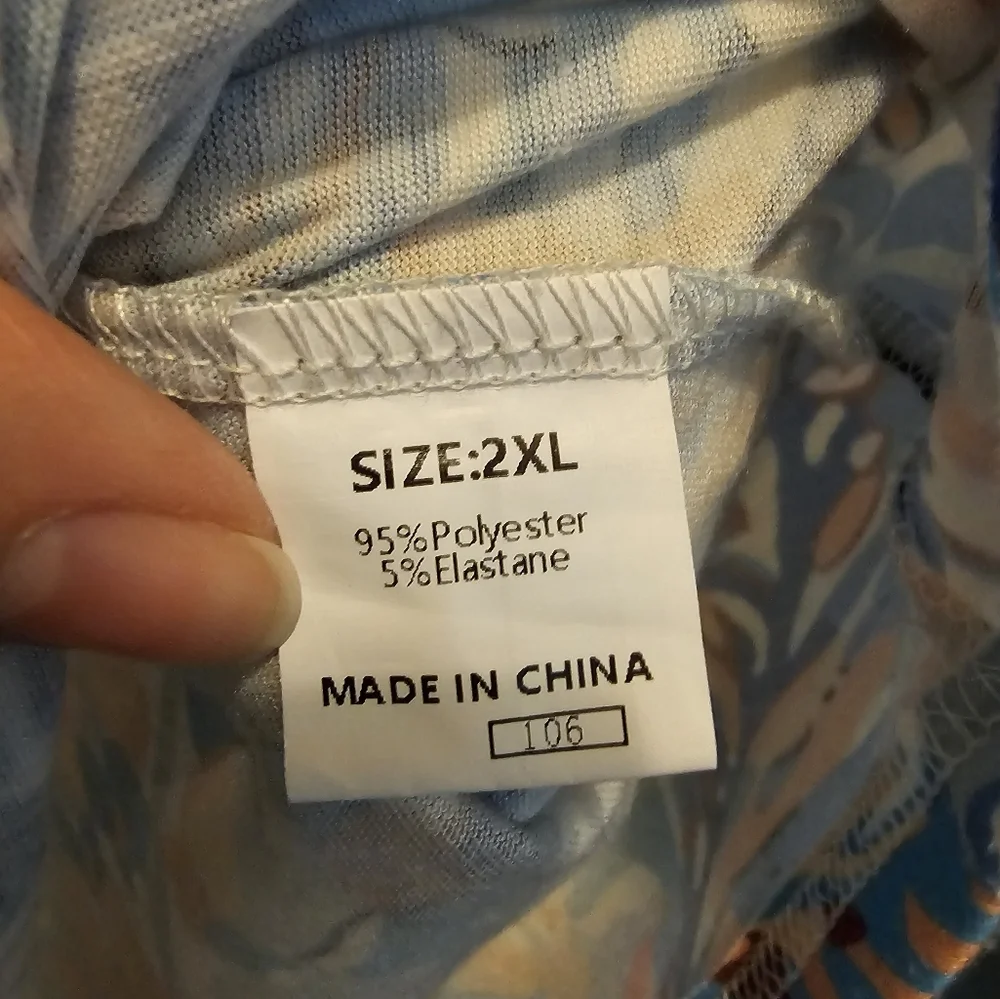 SIZE:2XL
95%Polyester
5%Elastane
MADE IN CHINA
106